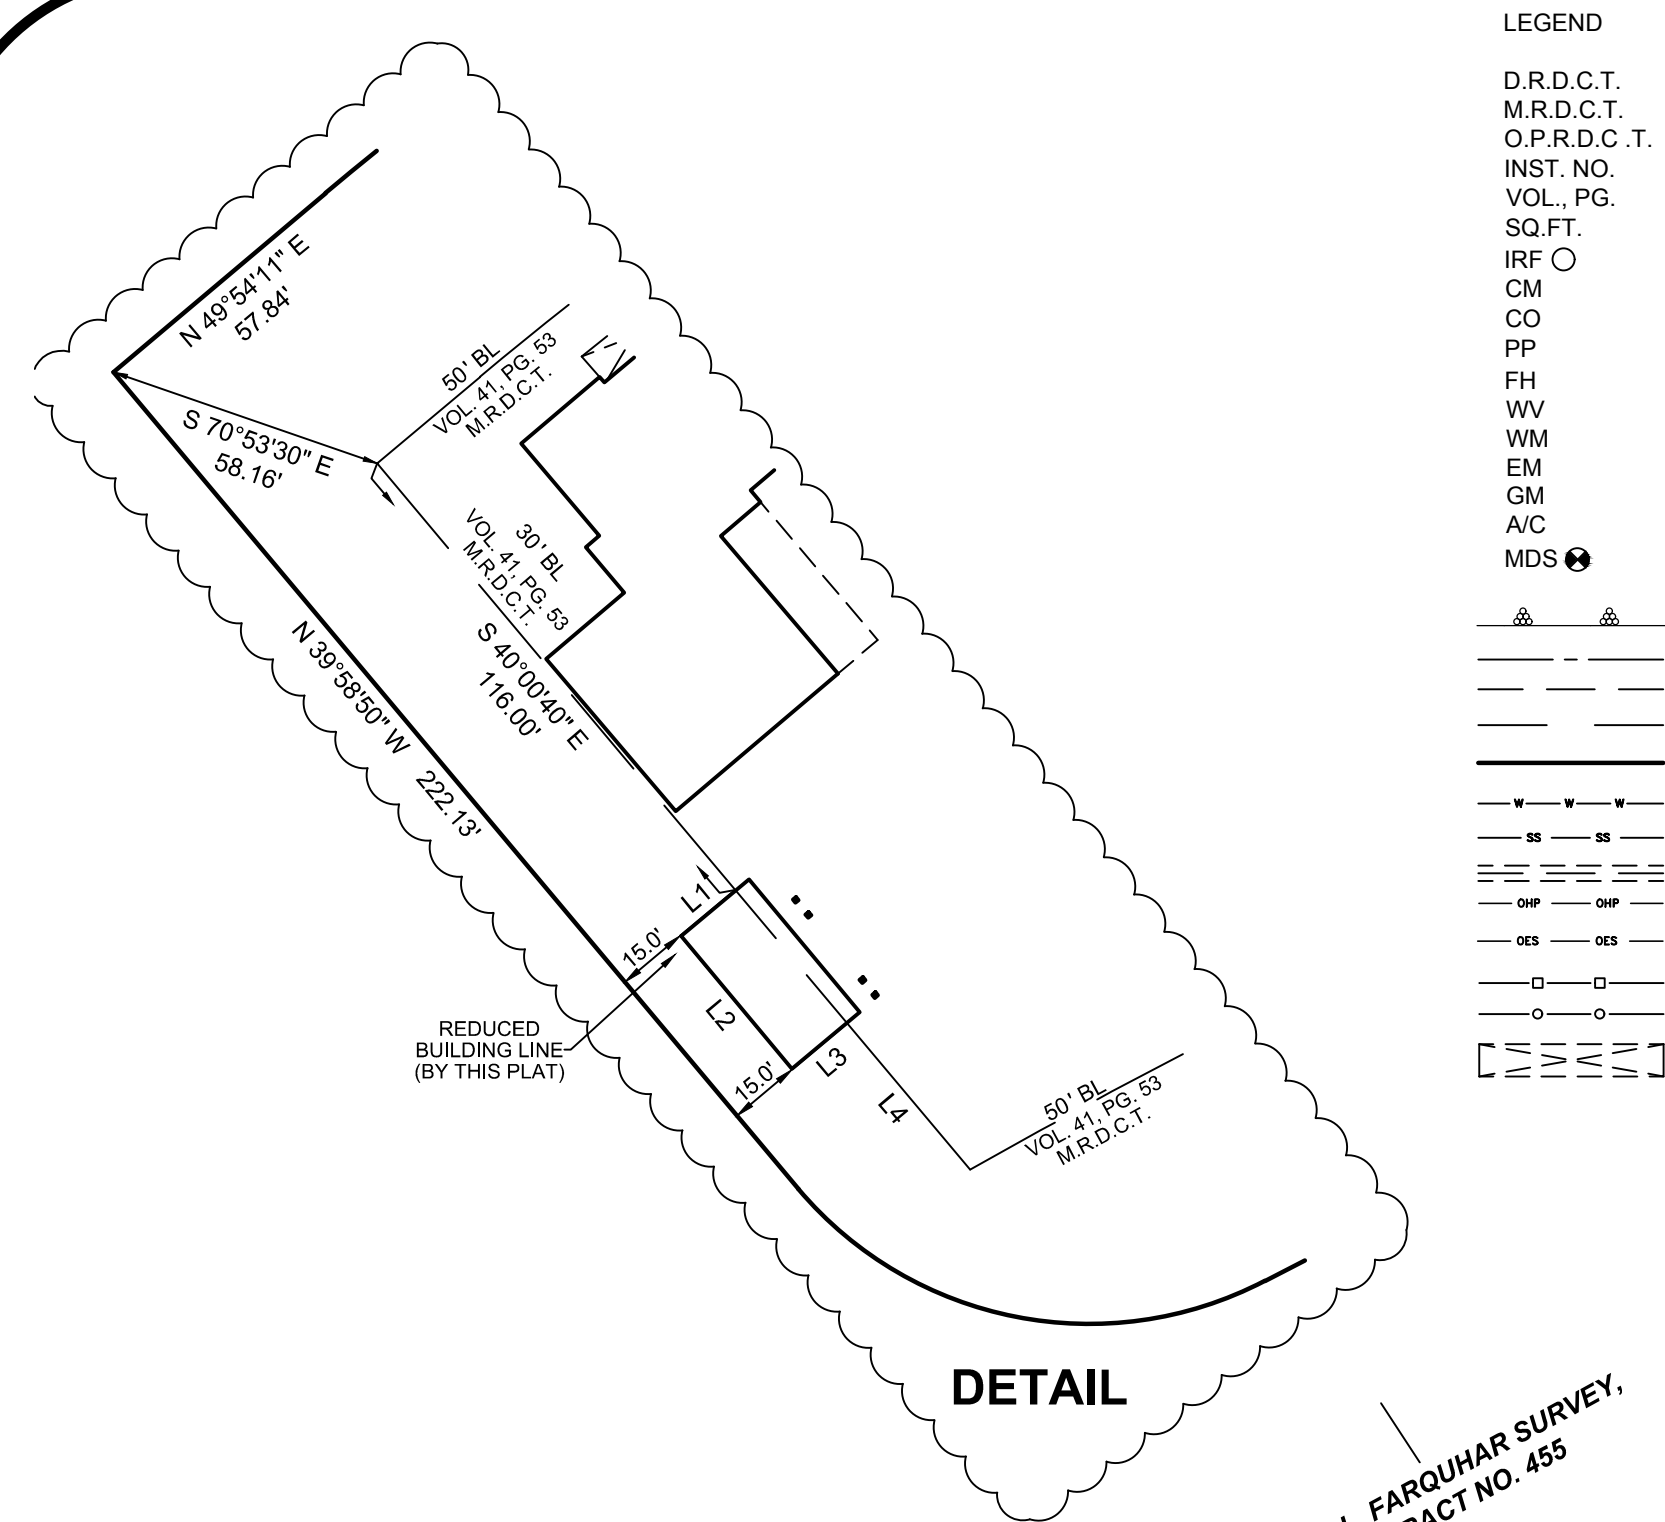 LEGEND
D.R.D.C.T.
M.R.D.C.T.
O.P.R.D.C .T.
INST. NO.
VOL., PG.
SQ.FT.
IRF
CM
CO
PP
FH
WV
WM
EM
GM
A/C
MDS
W W W
SS SS
OHP OHP
OES OES
N 49°54'11" E
57.84'
S 70°53'30" E
58.16'
50' BL
VOL. 41, PG. 53
M.R.D.C.T.
30' BL
VOL. 41, PG. 53
M.R.D.C.T.
S 40°00'40" E
116.00'
N 39°58'50" W 222.13'
L1
15.0'
L2
REDUCED
BUILDING LINE
(BY THIS PLAT)
15.0'
L3
L4
50' BL
VOL. 41, PG. 53
M.R.D.C.T.
DETAIL
FARQUHAR SURVEY,
NO. 455